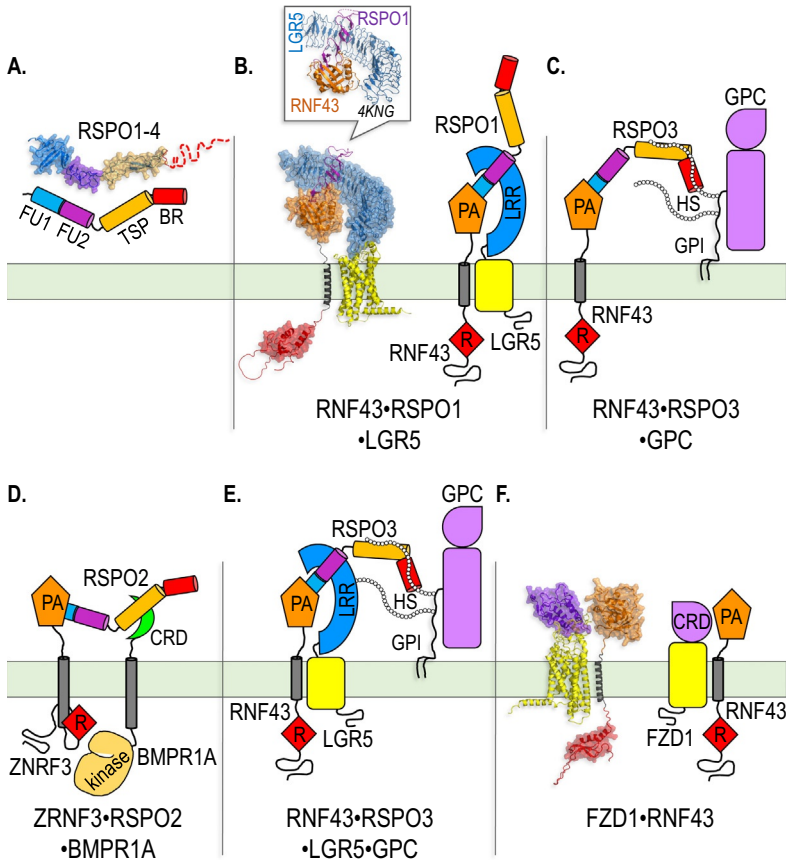 A.
RSPO1-4
FU1
FU2
TSP
BR
B.
LGR5
RSPO1
RNF43
4KNG
RSPO1
PA
LRR
R
RNF43
LGR5
RNF43•RSPO1
•LGR5
C.
GPC
RSPO3
PA
HS
GPI
RNF43
R
RNF43•RSPO3
•GPC
D.
RSPO2
PA
CRD
R
ZNRF3
kinase
BMPR1A
ZRNF3•RSPO2
•BMPR1A
E.
GPC
RSPO3
PA
LRR
HS
GPI
RNF43
R
LGR5
RNF43•RSPO3
•LGR5•GPC
F.
CRD
PA
RNF43
FZD1
R
FZD1•RNF43